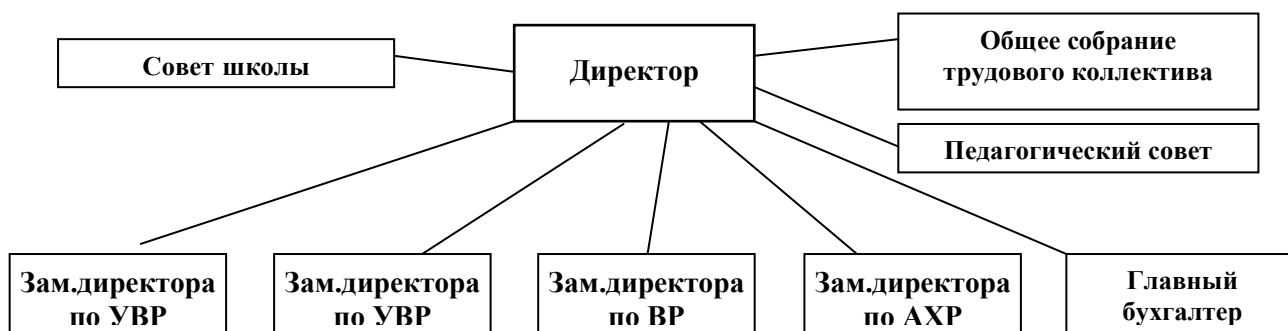 Совет школы
Директор
Общее собрание
трудового коллектива
Педагогический совет
Зам.директора
по УВР
Зам.директора
по УВР
Зам.директора
по ВР
Зам.директора
по АХР
Главный
бухгалтер